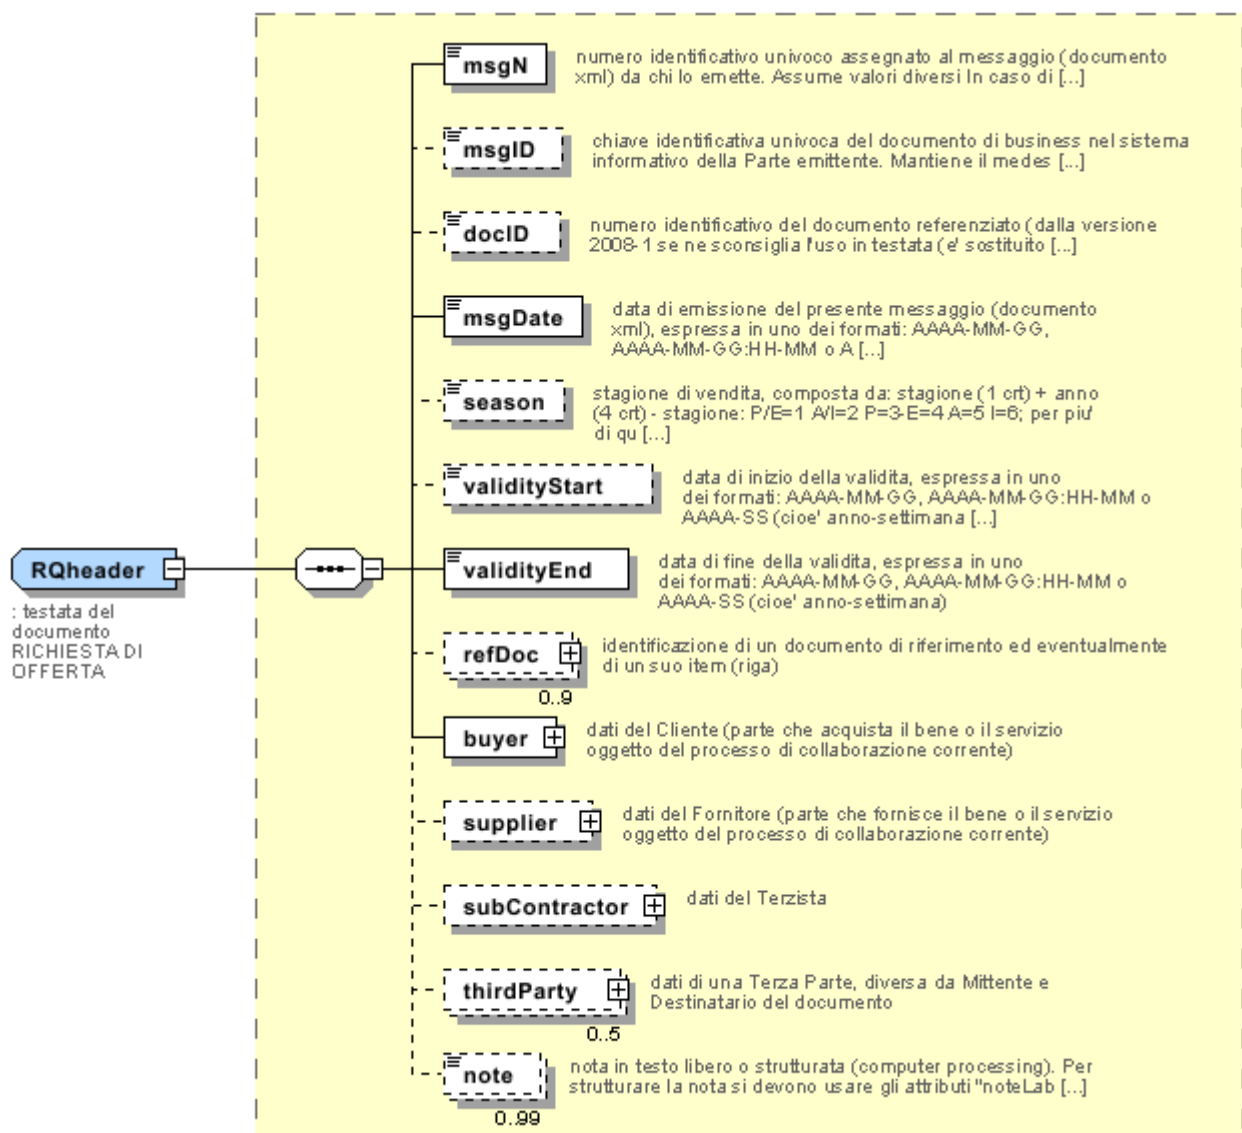 msgN
numero identificativo univoco assegnato al messaggio (documento
xml) da chi lo emette. Assume valori diversi In caso di [...]
msgID
chiave identificativa univoca del documento di business nel sistema
informativo della Parte emittente. Mantiene il medes [...]
docID
numero identificativo del documento referenziato (dalla versione
2008-1 se ne sconsiglia l'uso in testata (e' sostituito [...]
msgDate
data di emissione del presente messaggio (documento
xml), espressa in uno dei formati: AAAA-MM-GG,
AAAA-MM-GG:HH-MM o A [...]
season
stagione di vendita, composta da: stagione (1 crt) + anno
(4 crt) - stagione: P/E=1 A/I=2 P=3-E=4 A=5 I=6; per piu'
di qu [...]
validityStart
data di inizio della validita, espressa in uno
dei formati: AAAA-MM-GG, AAAA-MM-GG:HH-MM o
AAAA-SS (cioe' anno-settimana [...]
RQheader
: testata del
documento
RICHIESTA DI
OFFERTA
validityEnd
data di fine della validita, espressa in uno
dei formati: AAAA-MM-GG, AAAA-MM-GG:HH-MM o
AAAA-SS (cioe' anno-settimana)
refDoc
identificazione di un documento di riferimento ed eventualmente
di un suo item (riga)
0..9
buyer
dati del Cliente (parte che acquista il bene o il servizio
oggetto del processo di collaborazione corrente)
supplier
dati del Fornitore (parte che fornisce il bene o il servizio
oggetto del processo di collaborazione corrente)
subContractor
dati del Terzista
thirdParty
dati di una Terza Parte, diversa da Mittente e
Destinatario del documento
0..5
note
nota in testo libero o strutturata (computer processing). Per
strutturare la nota si devono usare gli attributi "noteLab [...]
0..99